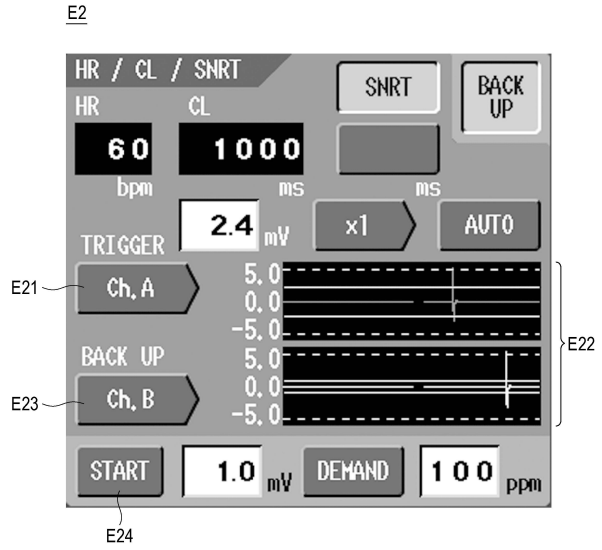 E2
HR / CL / SNRT
SNRT
BACK
UP
HR CL
60 1000
bpm ms ms
2.4 mV x1 AUTO
TRIGGER
E21 Ch.A
5.0
0.0
-5.0
E22
BACK UP
E23 Ch.B
5.0
0.0
-5.0
START 1.0 mV DEMAND 100 ppm
E24